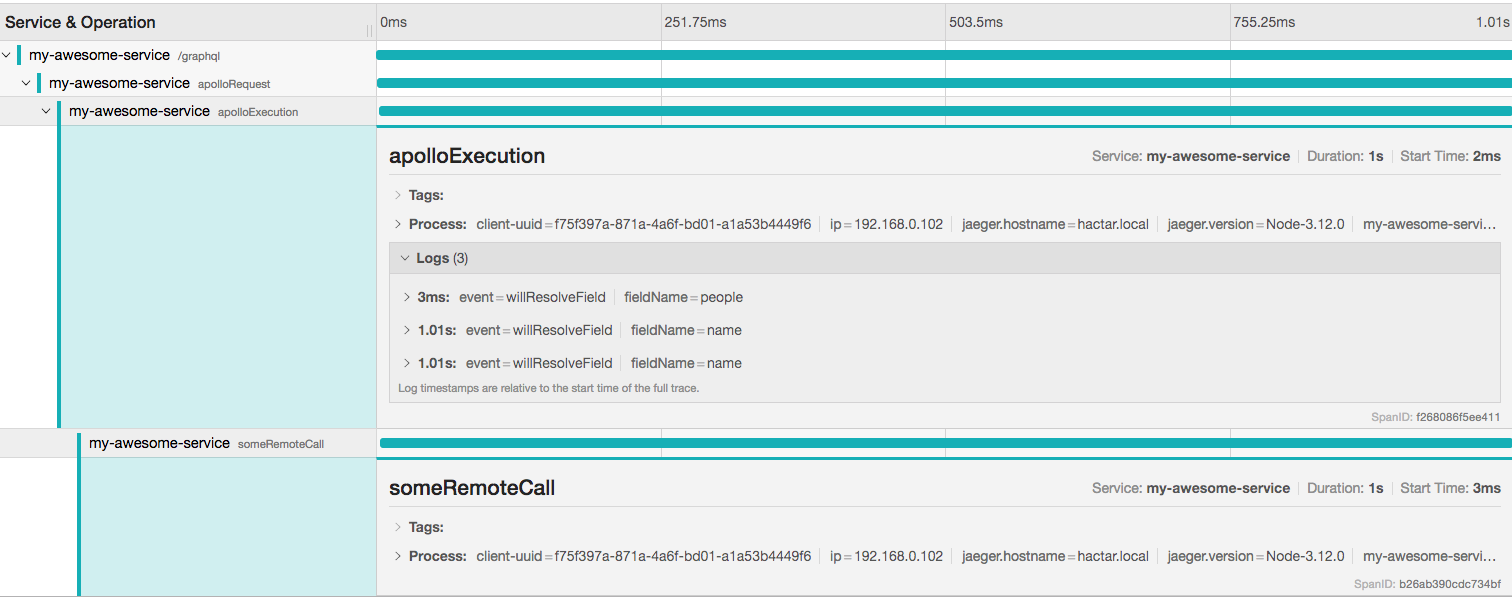 Service & Operation 0ms 251.75ms 503.5ms 755.25ms 1.01s
my-awesome-service /graphql
my-awesome-service apolloRequest
my-awesome-service apolloExecution
apolloExecution Service: my-awesome-service Duration: 1s Start Time: 2ms
Tags:
Process: client-uuid=f75f397a-871a-4a6f-bd01-a1a53b4449f6 ip=192.168.0.102 jaeger.hostname=hactar.local jaeger.version=Node-3.12.0 my-awesome-servi…
Logs (3)
3ms: event=willResolveField fieldName=people
1.01s: event=willResolveField fieldName=name
1.01s: event=willResolveField fieldName=name
Log timestamps are relative to the start time of the full trace.
SpanID: f268086f5ee411
my-awesome-service someRemoteCall
someRemoteCall Service: my-awesome-service Duration: 1s Start Time: 3ms
Tags:
Process: client-uuid=f75f397a-871a-4a6f-bd01-a1a53b4449f6 ip=192.168.0.102 jaeger.hostname=hactar.local jaeger.version=Node-3.12.0 my-awesome-servi…
SpanID: b26ab390cdc734bf